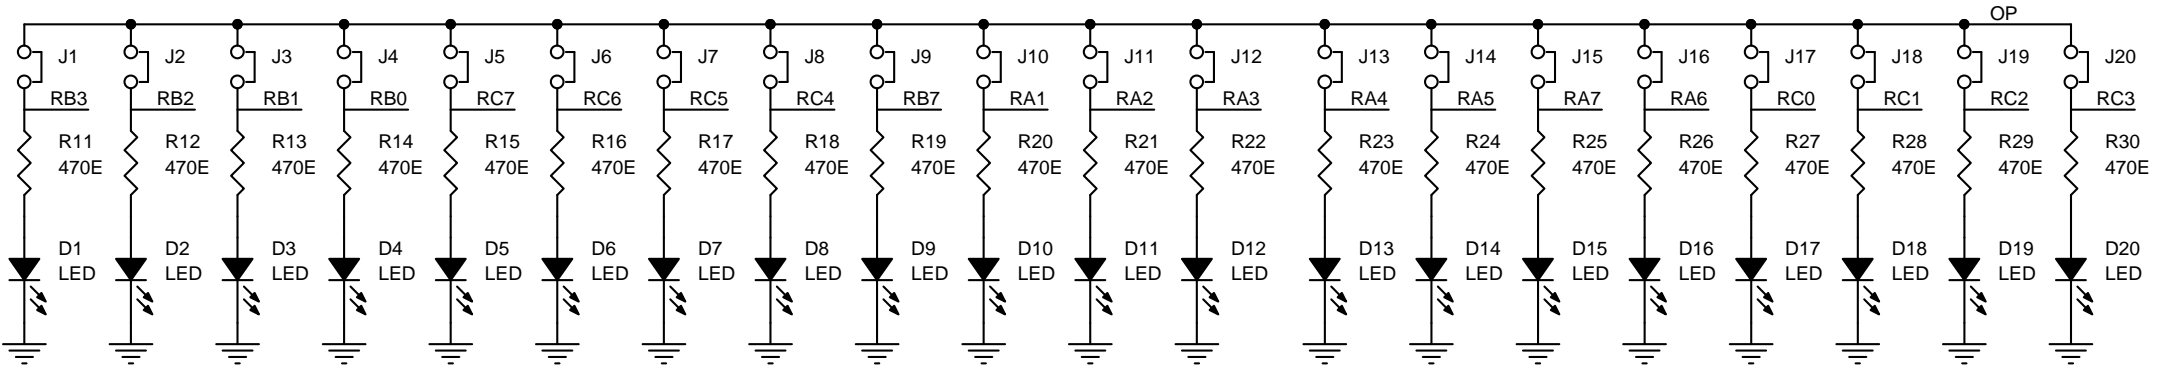 OP
J1 J2 J3 J4 J5 J6 J7 J8 J9 J10 J11 J12 J13 J14 J15 J16 J17 J18 J19 J20
RB3 RB2 RB1 RB0 RC7 RC6 RC5 RC4 RB7 RA1 RA2 RA3 RA4 RA5 RA7 RA6 RC0 RC1 RC2 RC3
R11 R12 R13 R14 R15 R16 R17 R18 R19 R20 R21 R22 R23 R24 R25 R26 R27 R28 R29 R30
470E 470E 470E 470E 470E 470E 470E 470E 470E 470E 470E 470E 470E 470E 470E 470E 470E 470E 470E 470E
D1 D2 D3 D4 D5 D6 D7 D8 D9 D10 D11 D12 D13 D14 D15 D16 D17 D18 D19 D20
LED LED LED LED LED LED LED LED LED LED LED LED LED LED LED LED LED LED LED LED